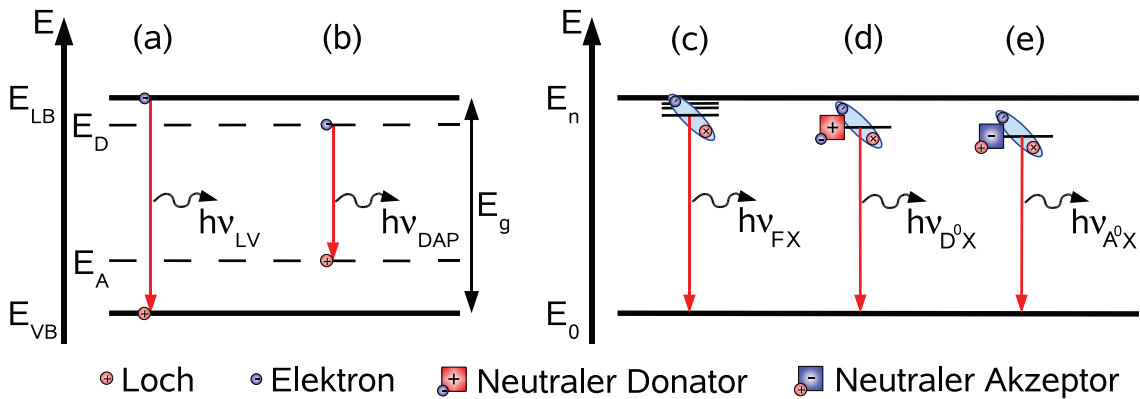 E (a) (b) E (c) (d) (e)
E_LB E_n
E_D
hν_LV hν_DAP E_g hν_FX hν_D⁰X hν_A⁰X
E_A
E_VB E_0
Loch Elektron Neutraler Donator Neutraler Akzeptor